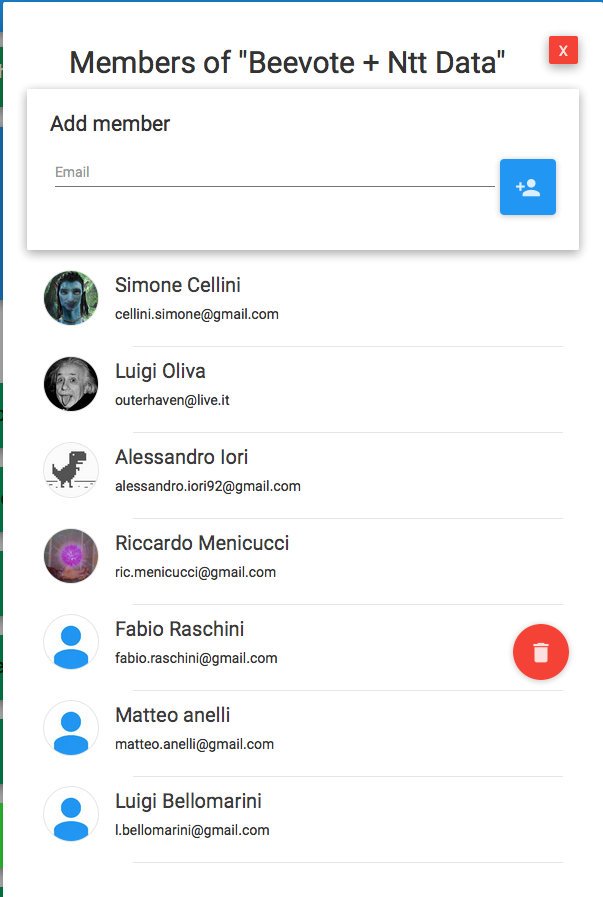 Members of "Beevote + Ntt Data"
X
Add member
Email
Simone Cellini
cellini.simone@gmail.com
Luigi Oliva
outerhaven@live.it
Alessandro Iori
alessandro.iori92@gmail.com
Riccardo Menicucci
ric.menicucci@gmail.com
Fabio Raschini
fabio.raschini@gmail.com
Matteo anelli
matteo.anelli@gmail.com
Luigi Bellomarini
l.bellomarini@gmail.com